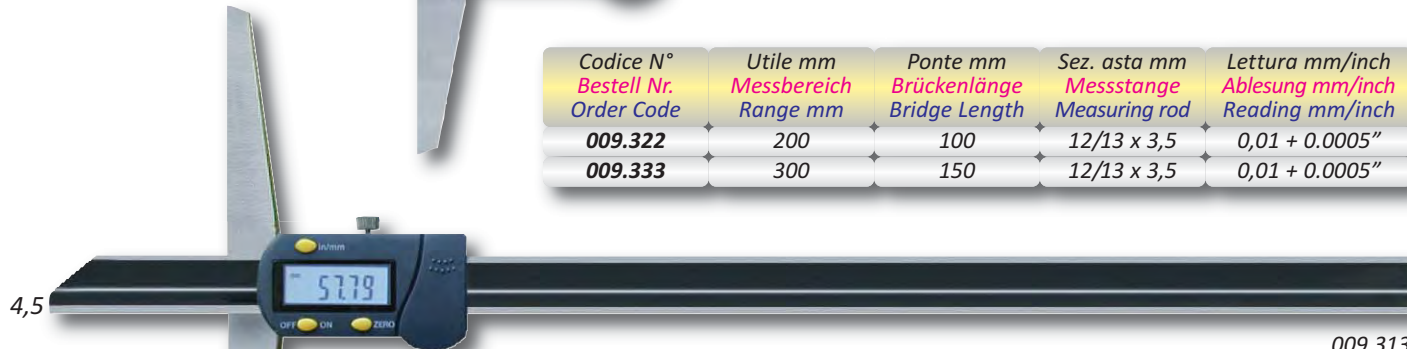 Codice N° Utile mm Ponte mm Sez. asta mm Lettura mm/inch
Bestell Nr. Messbereich Brückenlänge Messstange Ablesung mm/inch
Order Code Range mm Bridge Length Measuring rod Reading mm/inch
009.322 200 100 12/13 x 3,5 0,01 + 0.0005”
009.333 300 150 12/13 x 3,5 0,01 + 0.0005”
in/mm
57.79
4,5
OFF ON ZERO
009.313